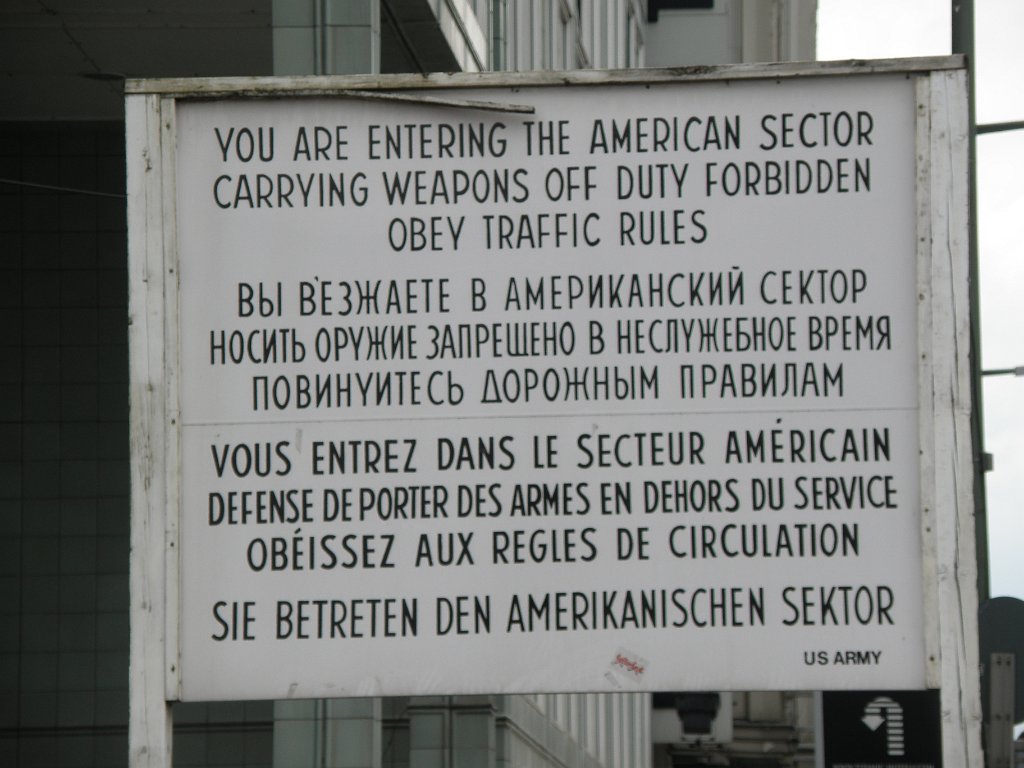 YOU ARE ENTERING THE AMERICAN SECTOR
CARRYING WEAPONS OFF DUTY FORBIDDEN
OBEY TRAFFIC RULES
ВЫ В'ЕЗЖАЕТЕ В АМЕРИКАНСКИЙ СЕКТОР
НОСИТЬ ОРУЖИЕ ЗАПРЕЩЕНО В НЕСЛУЖЕБНОЕ ВРЕМЯ
ПОВИНУИТЕСЬ ДОРОЖНЫМ ПРАВИЛАМ
VOUS ENTREZ DANS LE SECTEUR AMÉRICAIN
DEFENSE DE PORTER DES ARMES EN DEHORS DU SERVICE
OBÉISSEZ AUX REGLES DE CIRCULATION
SIE BETRETEN DEN AMERIKANISCHEN SEKTOR
US ARMY